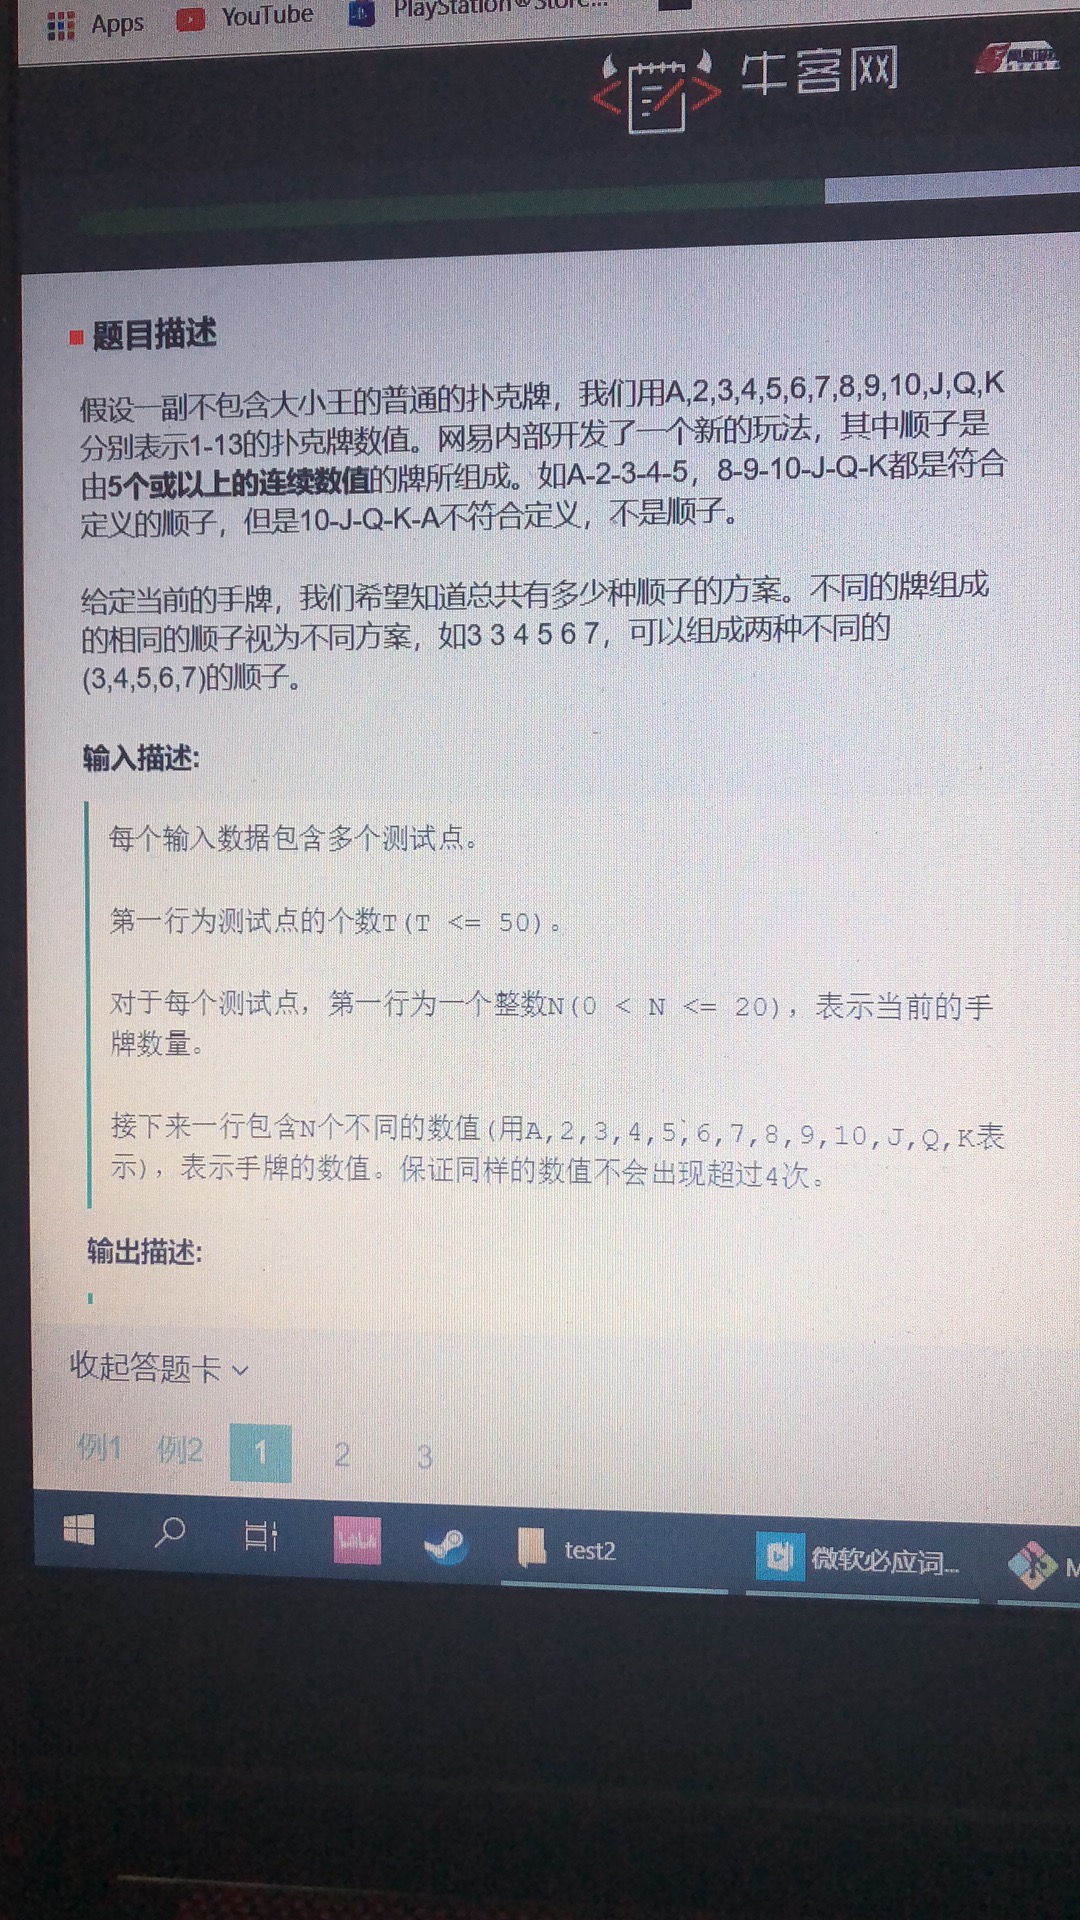 Apps YouTube PlayStation®Store...
牛客网
题目描述
假设一副不包含大小王的普通的扑克牌，我们用A,2,3,4,5,6,7,8,9,10,J,Q,K
分别表示1-13的扑克牌数值。网易内部开发了一个新的玩法，其中顺子是
由5个或以上的连续数值的牌所组成。如A-2-3-4-5，8-9-10-J-Q-K都是符合
定义的顺子，但是10-J-Q-K-A不符合定义，不是顺子。
给定当前的手牌，我们希望知道总共有多少种顺子的方案。不同的牌组成
的相同的顺子视为不同方案，如3 3 4 5 6 7，可以组成两种不同的
(3,4,5,6,7)的顺子。
输入描述:
每个输入数据包含多个测试点。
第一行为测试点的个数T(T <= 50)。
对于每个测试点，第一行为一个整数N(0 < N <= 20)，表示当前的手
牌数量。
接下来一行包含N个不同的数值(用A,2,3,4,5,6,7,8,9,10,J,Q,K表
示)，表示手牌的数值。保证同样的数值不会出现超过4次。
输出描述:
收起答题卡
例1 例2 1 2 3
test2 微软必应词... M